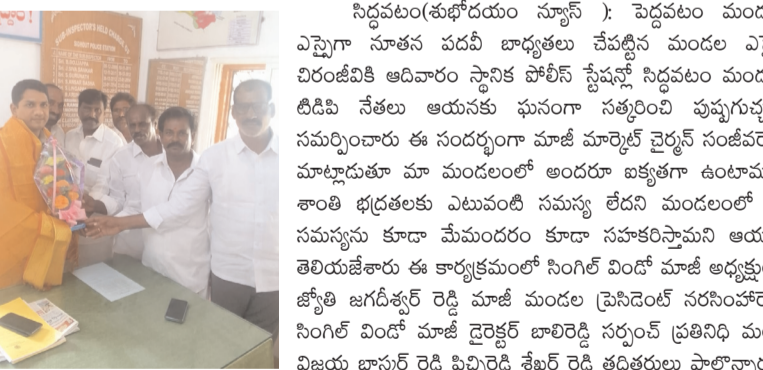 సిద్ధవటం(శుభోదయం న్యూస్ ): పెద్దవటం మండ
ఎస్సైగా నూతన పదవీ బాధ్యతలు చేపట్టిన మండల ఎస్
చిరంజీవికి ఆదివారం స్థానిక పోలీస్ స్టేషన్లో సిద్ధవటం మండ
టిడిపి నేతలు ఆయనకు ఘనంగా సత్కరించి పుష్పగుచ్ఛ
సమర్పించారు ఈ సందర్భంగా మాజీ మార్కెట్ చైర్మన్ సంజీవరె
మాట్లాడుతూ మా మండలంలో అందరూ ఐక్యతగా ఉంటామ
శాంతి భద్రతలకు ఎటువంటి సమస్య లేదని మండలంలో
సమస్యను కూడా మేమందరం కూడా సహకరిస్తామని ఆయ
తెలియజేశారు ఈ కార్యక్రమంలో సింగిల్ విండో మాజీ అధ్యక్షు
జ్యోతి జగదీశ్వర్ రెడ్డి మాజీ మండల ప్రెసిడెంట్ నరసింహారె
సింగిల్ విండో మాజీ డైరెక్టర్ బాలిరెడ్డి సర్పంచ్ ప్రతినిధి మ
విజయ భాస్కర్ రెడ్డి పిచ్చిరెడ్డి శేఖర్ రెడ్డి తదితరులు పాల్గొన్నా